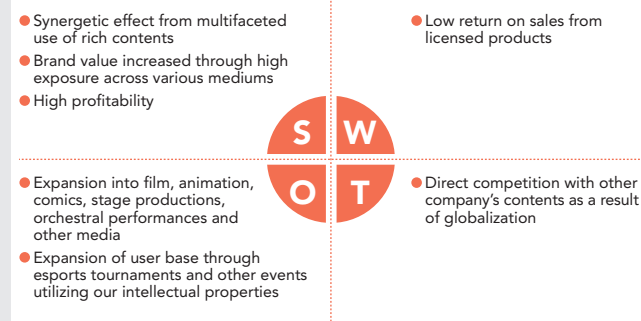 ● Synergetic effect from multifaceted
use of rich contents
● Brand value increased through high
exposure across various mediums
● High profitability
● Low return on sales from
licensed products
S W
O T
● Expansion into film, animation,
comics, stage productions,
orchestral performances and
other media
● Expansion of user base through
esports tournaments and other events
utilizing our intellectual properties
● Direct competition with other
company's contents as a result
of globalization